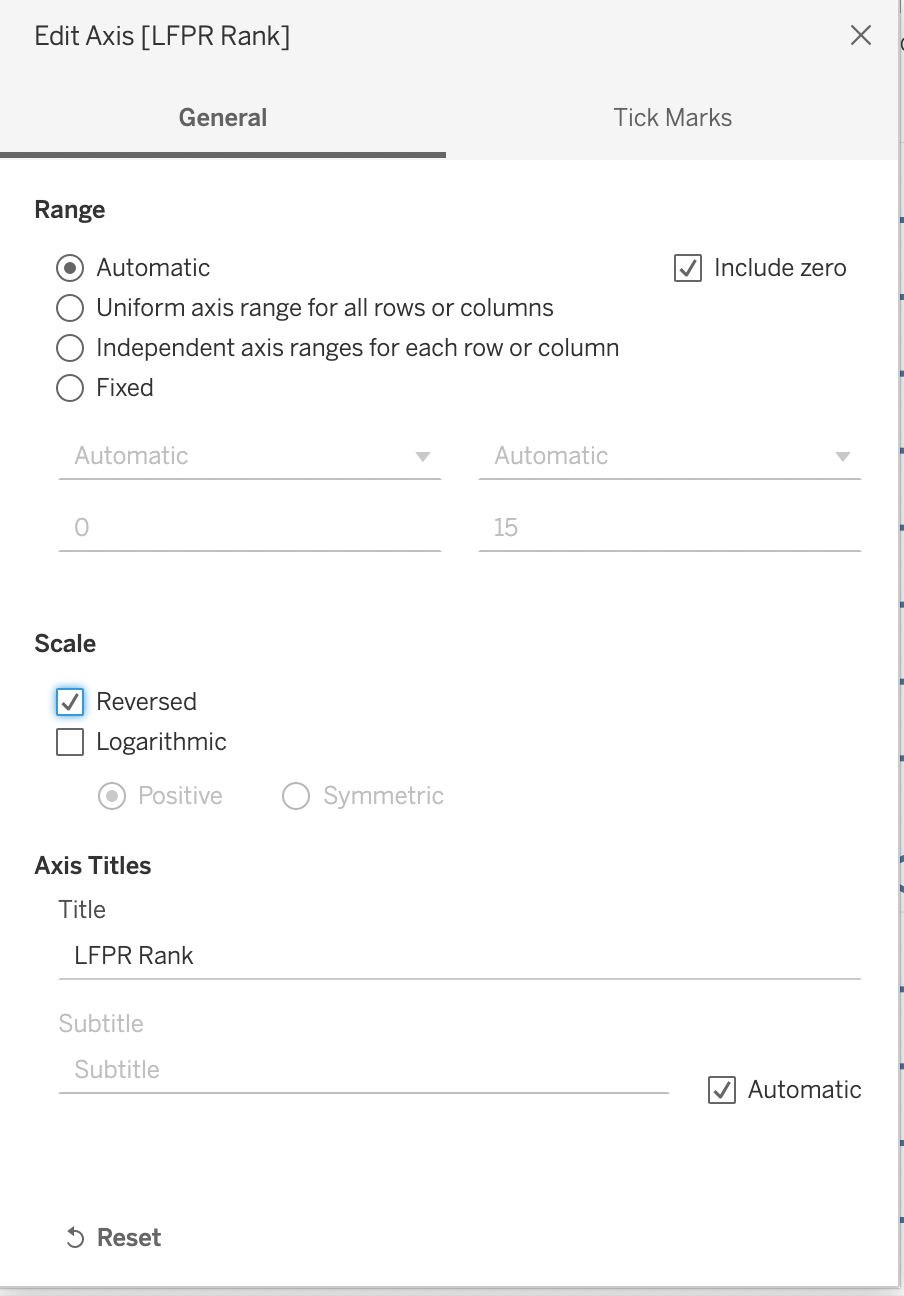 Edit Axis [LFPR Rank]
General
Tick Marks
Range
Automatic
Include zero
Uniform axis range for all rows or columns
Independent axis ranges for each row or column
Fixed
Automatic
Automatic
0
15
Scale
Reversed
Logarithmic
Positive
Symmetric
Axis Titles
Title
LFPR Rank
Subtitle
Subtitle
Automatic
Reset